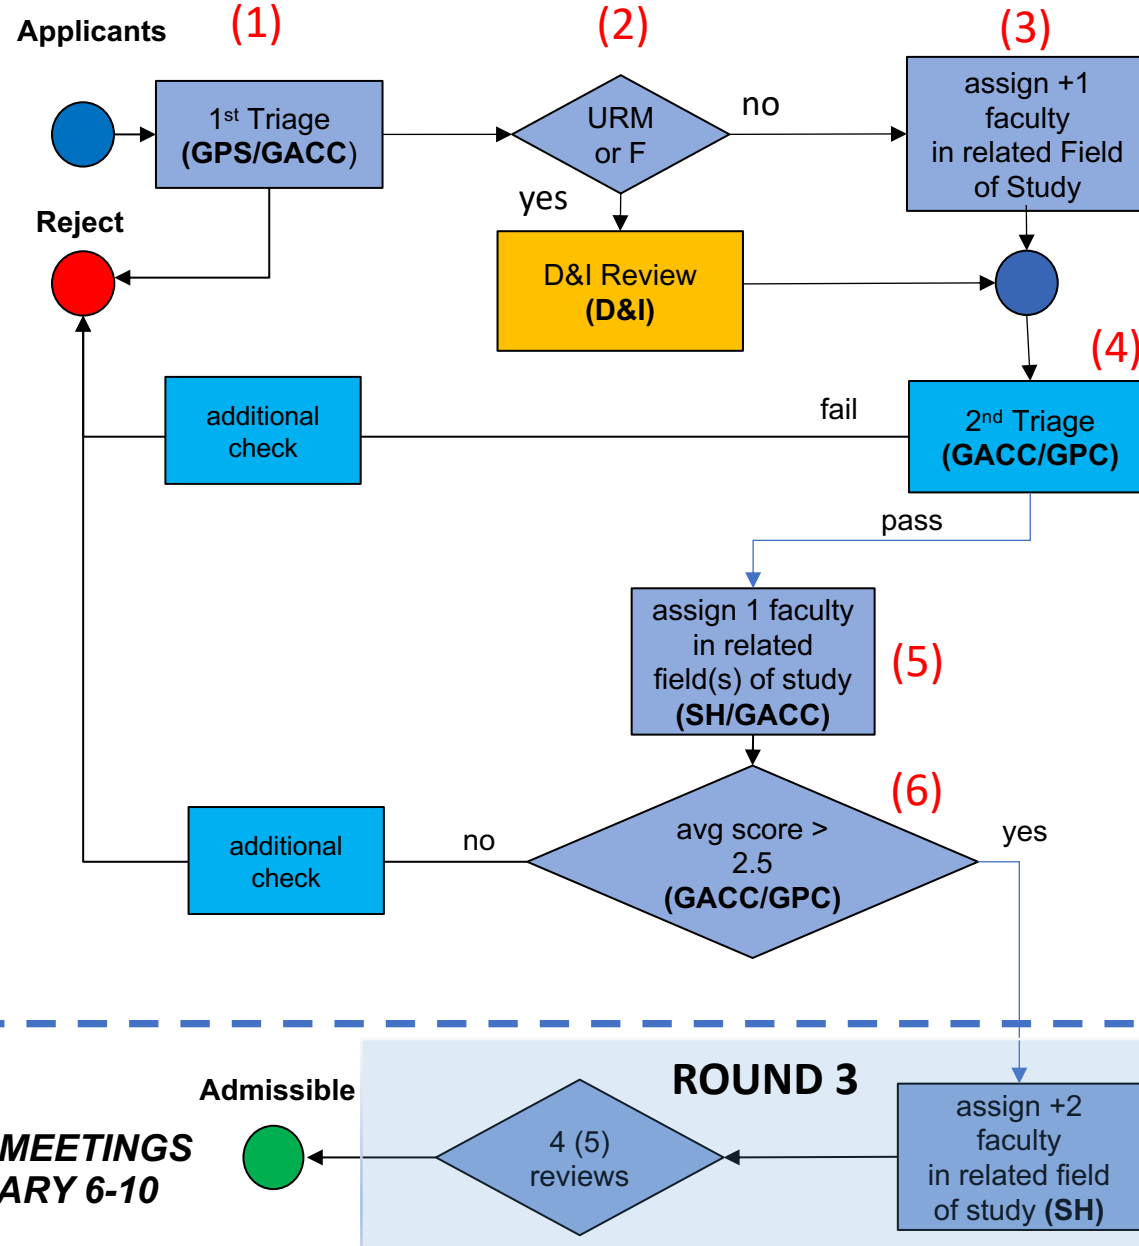 (1)
(2)
(3)
Applicants
1st Triage
(GPS/GACC)
URM
or F
no
yes
assign +1
faculty
in related Field
of Study
Reject
D&I Review
(D&I)
(4)
additional
check
fail
2nd Triage
(GACC/GPC)
pass
assign 1 faculty
in related
field(s) of study
(SH/GACC)
(5)
(6)
additional
check
no
avg score >
2.5
(GACC/GPC)
yes
ROUND 3
Admissible
MEETINGS
ARY 6-10
4 (5)
reviews
assign +2
faculty
in related field
of study (SH)